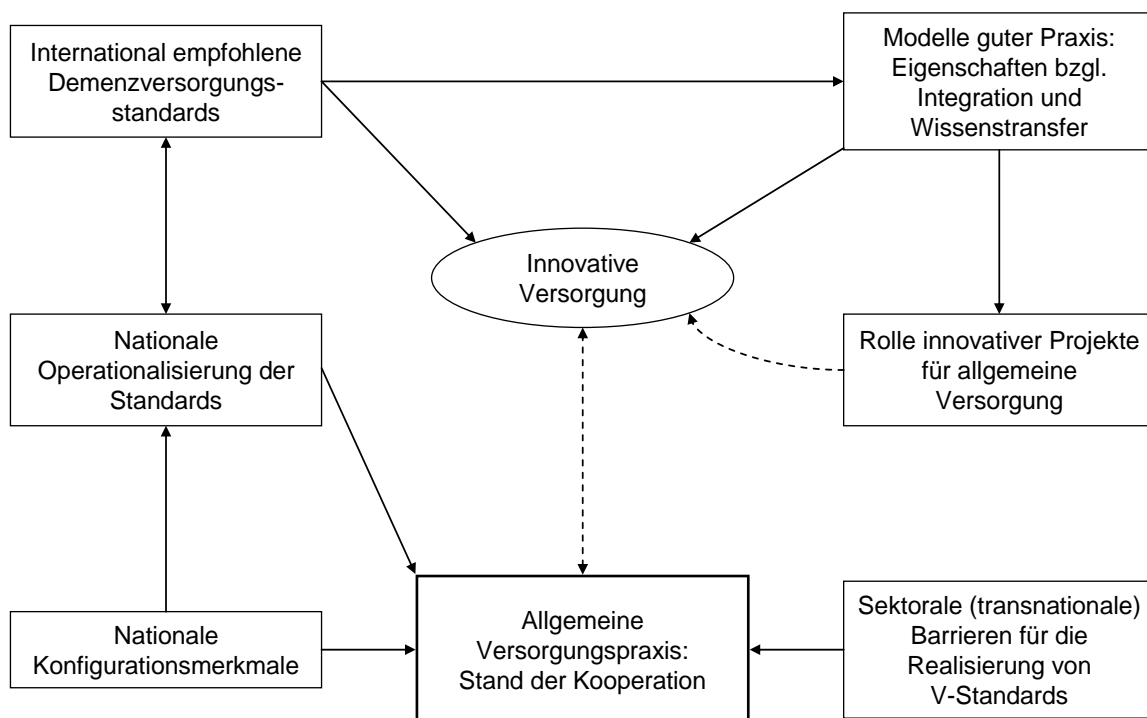 International empfohlene
Demenzversorgungs-
standards
Modelle guter Praxis:
Eigenschaften bzgl.
Integration und
Wissenstransfer
Innovative
Versorgung
Nationale
Operationalisierung der
Standards
Rolle innovativer Projekte
für allgemeine
Versorgung
Nationale
Konfigurationsmerkmale
Allgemeine
Versorgungspraxis:
Stand der Kooperation
Sektorale (transnationale)
Barrieren für die
Realisierung von
V-Standards